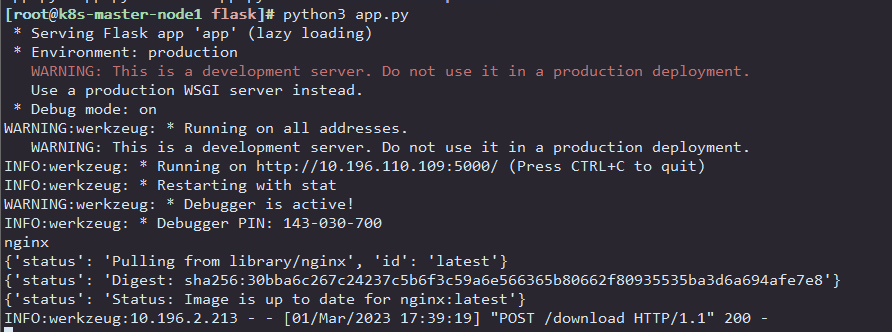 [root@k8s-master-node1 flask]# python3 app.py
 * Serving Flask app 'app' (lazy loading)
 * Environment: production
   WARNING: This is a development server. Do not use it in a production deployment.
   Use a production WSGI server instead.
 * Debug mode: on
WARNING:werkzeug: * Running on all addresses.
   WARNING: This is a development server. Do not use it in a production deployment.
INFO:werkzeug: * Running on http://10.196.110.109:5000/ (Press CTRL+C to quit)
INFO:werkzeug: * Restarting with stat
WARNING:werkzeug: * Debugger is active!
INFO:werkzeug: * Debugger PIN: 143-030-700
nginx
{'status': 'Pulling from library/nginx', 'id': 'latest'}
{'status': 'Digest: sha256:30bba6c267c24237c5b6f3c59a6e566365b80662f80935535ba3d6a694afe7e8'}
{'status': 'Status: Image is up to date for nginx:latest'}
INFO:werkzeug:10.196.2.213 - - [01/Mar/2023 17:39:19] "POST /download HTTP/1.1" 200 -